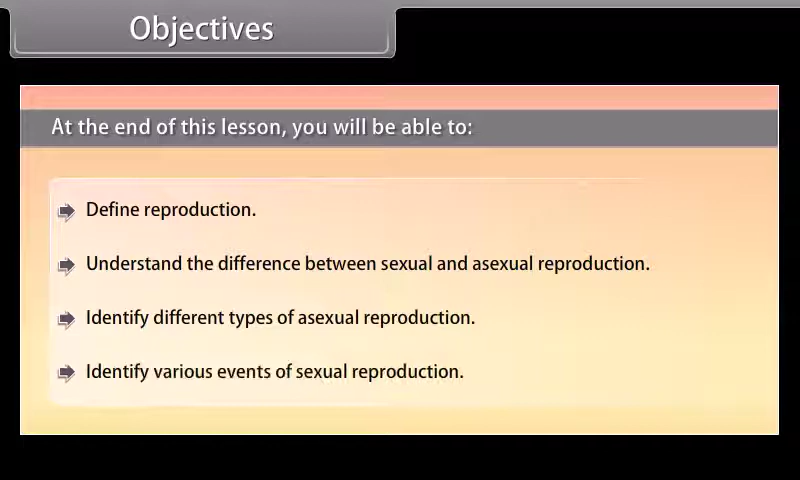 Objectives
At the end of this lesson, you will be able to:
Define reproduction.
Understand the difference between sexual and asexual reproduction.
Identify different types of asexual reproduction.
Identify various events of sexual reproduction.